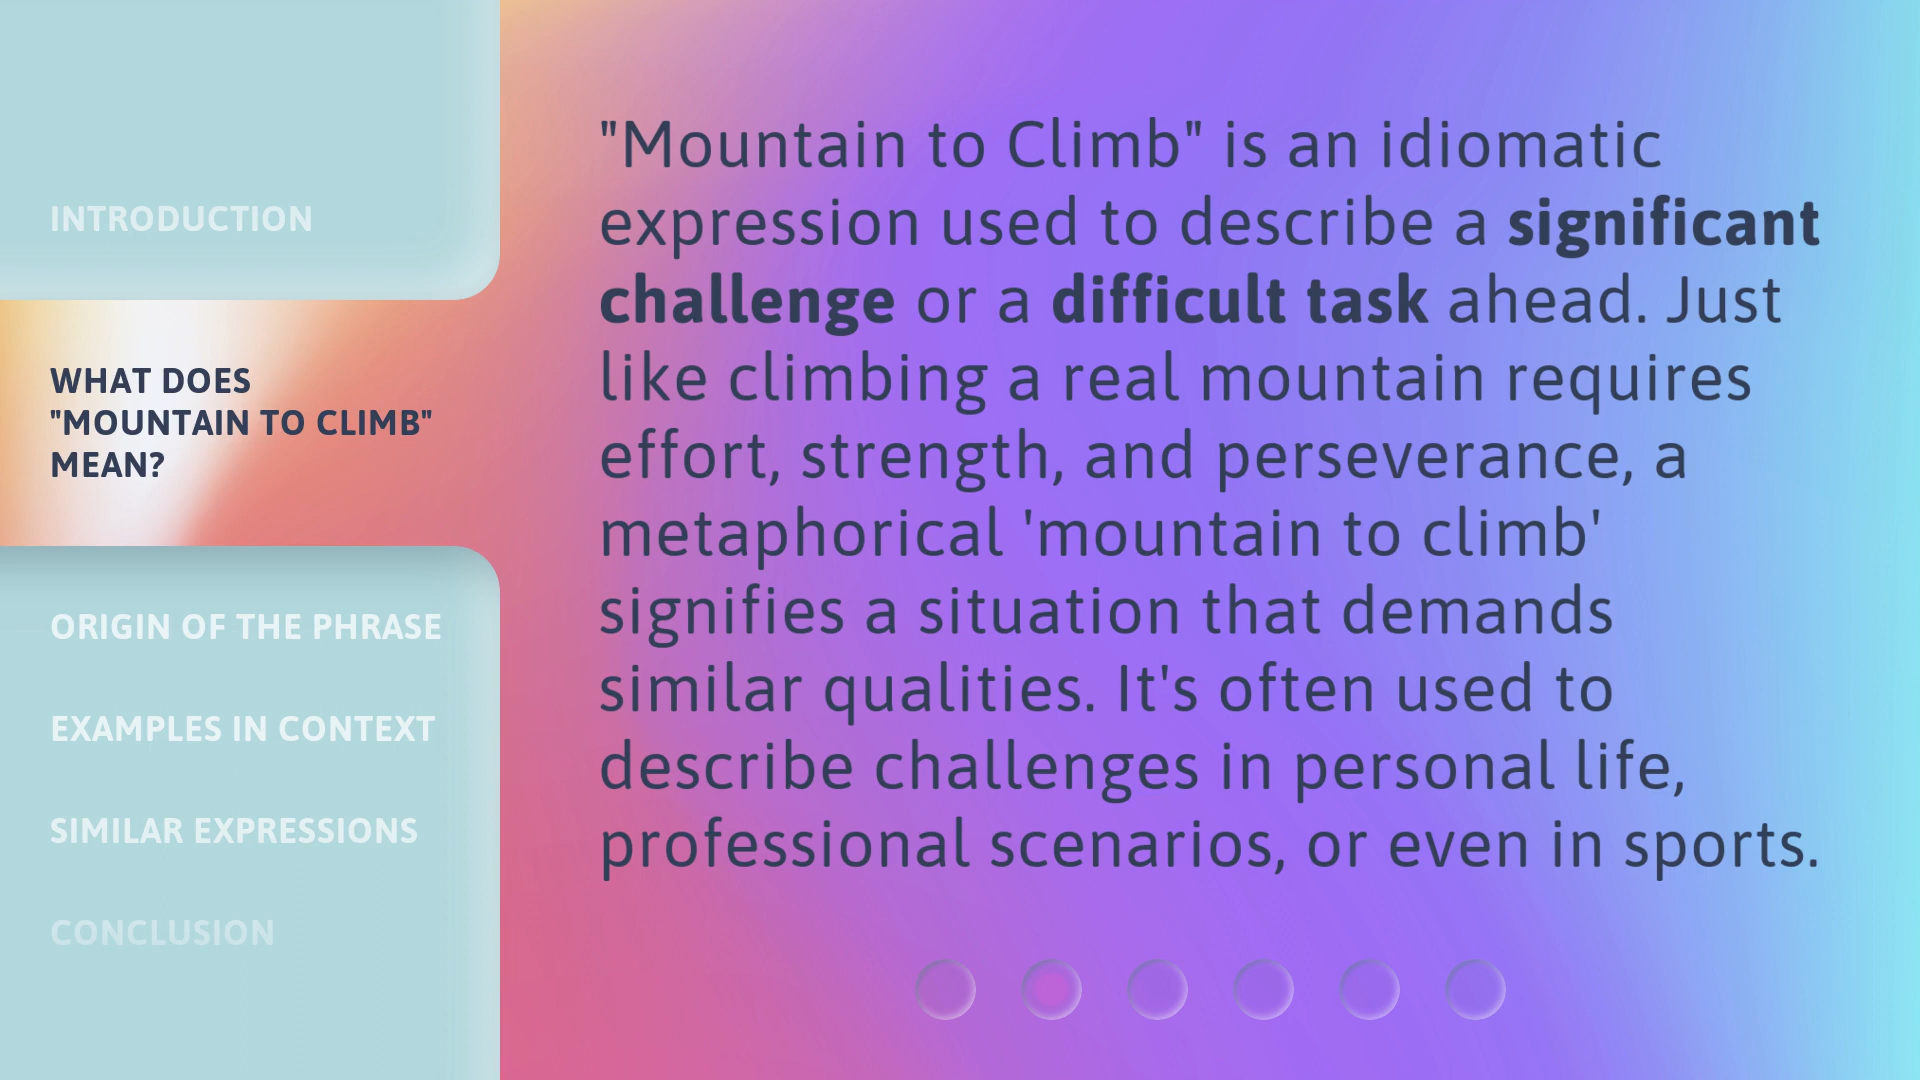 INTRODUCTION
WHAT DOES
"MOUNTAIN TO CLIMB"
MEAN?
ORIGIN OF THE PHRASE
EXAMPLES IN CONTEXT
SIMILAR EXPRESSIONS
CONCLUSION
"Mountain to Climb" is an idiomatic
expression used to describe a significant
challenge or a difficult task ahead. Just
like climbing a real mountain requires
effort, strength, and perseverance, a
metaphorical 'mountain to climb'
signifies a situation that demands
similar qualities. It's often used to
describe challenges in personal life,
professional scenarios, or even in sports.